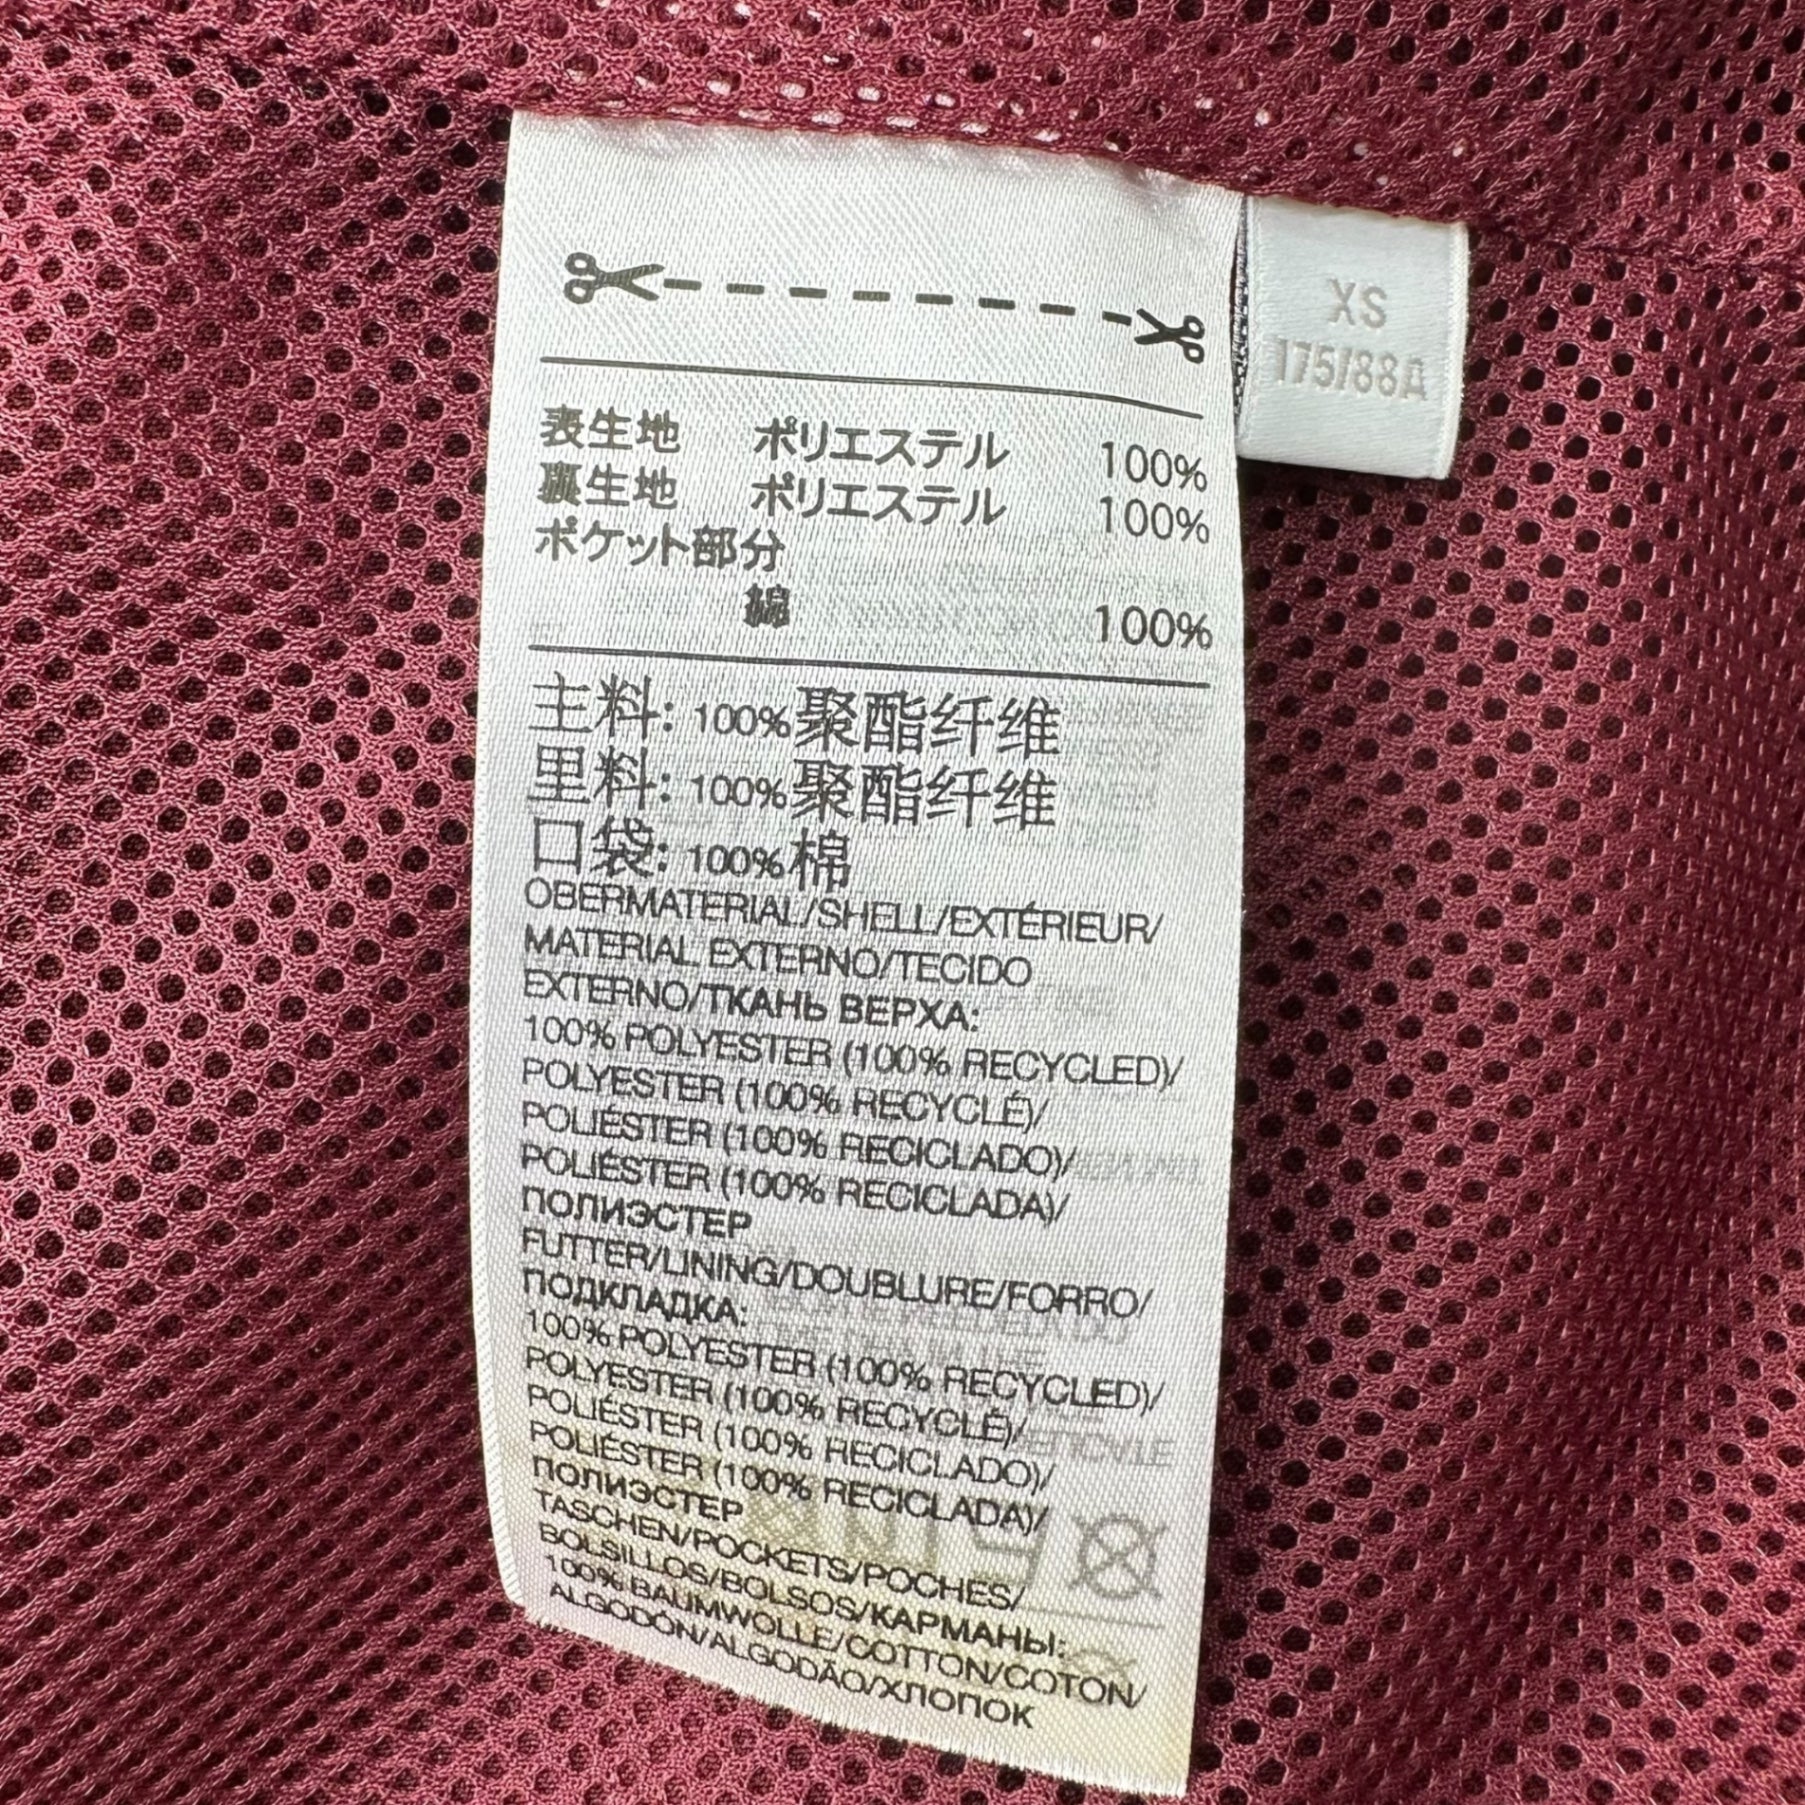 XS
175/88A
表生地 ポリエステル 100%
裏生地 ポリエステル 100%
ポケット部分
綿 100%
主料: 100%聚酯纤维
里料: 100%聚酯纤维
口袋: 100%棉
OBERMATERIAL/SHELL/EXTÉRIEUR/
MATERIAL EXTERNO/TECIDO
EXTERNO/ТКАНЬ ВЕРХА:
100% POLYESTER (100% RECYCLED)/
POLYESTER (100% RECYCLÉ)/
POLIÉSTER (100% RECICLADO)/
POLIÉSTER (100% RECICLADA)/
ПОЛИЭСТЕР
FUTTER/LINING/DOUBLURE/FORRO/
ПОДКЛАДКА:
100% POLYESTER (100% RECYCLED)/
POLYESTER (100% RECYCLÉ)/
POLIÉSTER (100% RECICLADO)/
POLIÉSTER (100% RECICLADA)/
ПОЛИЭСТЕР
TASCHEN/POCKETS/POCHES/
BOLSILLOS/BOLSOS/КАРМАНЫ:
100% BAUMWOLLE/COTTON/COTON/
ALGODÓN/ALGODÃO/ХЛОПОК